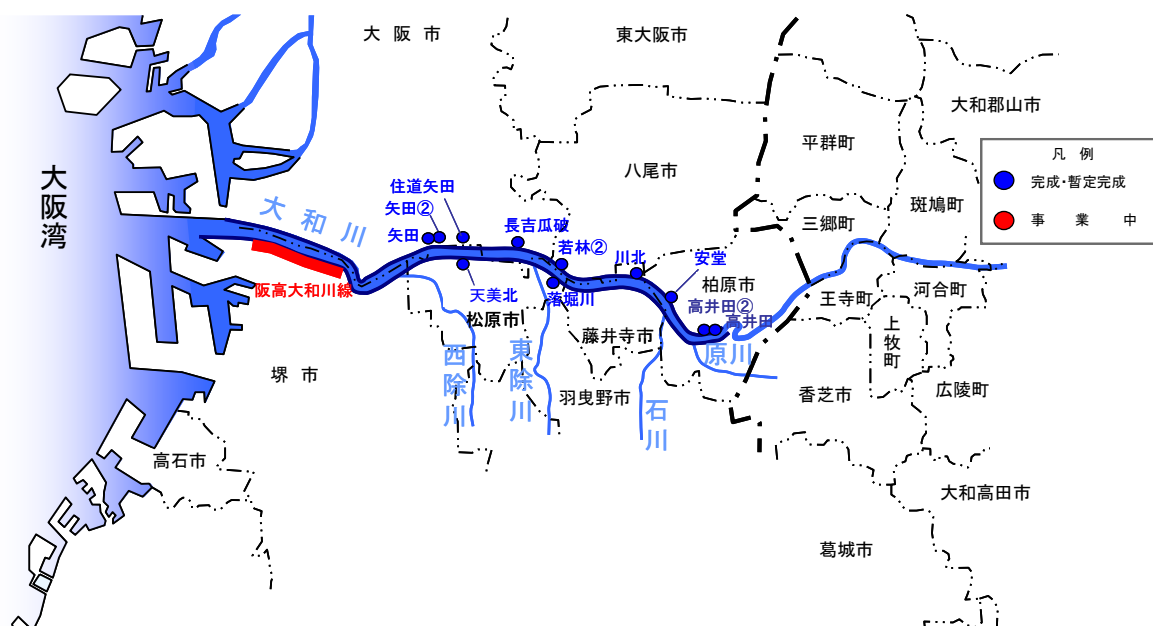 大阪市
東大阪市
大和郡山市
凡例
完成・暫定完成
事業中
平群町
八尾市
大阪湾
住道矢田
矢田②
矢田
大和川
長吉瓜破
若林②
川北
安堂
斑鳩町
三郷町
阪高大和川線
天美北
落堀川
柏原市
高井田②
高井田
王寺町
河合町
松原市
藤井寺市
原川
上牧町
堺市
西除川
東除川
羽曳野市
石川
香芝市
広陵町
高石市
大和高田市
葛城市